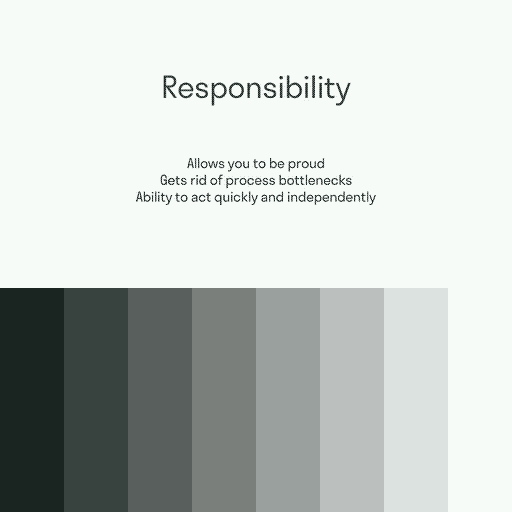 Responsibility
Allows you to be proud
Gets rid of process bottlenecks
Ability to act quickly and independently